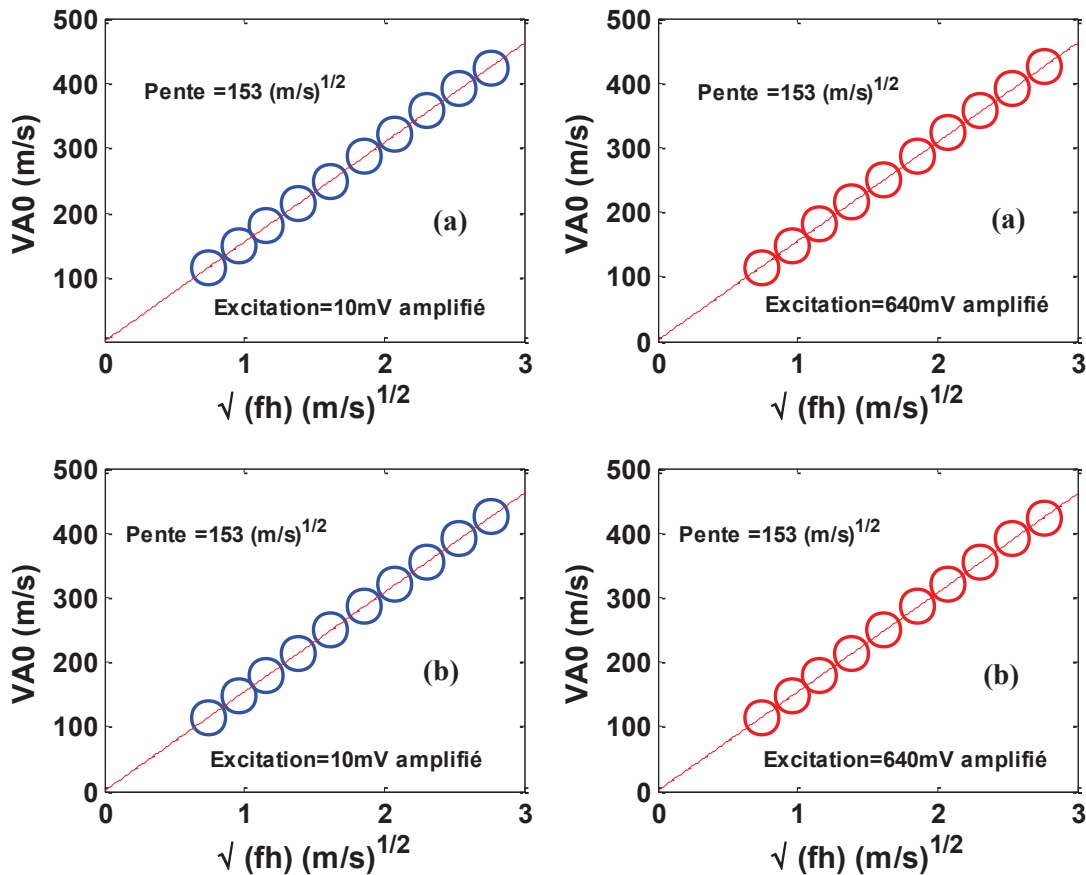 500
400
300
200
100
VA0 (m/s)
Pente =153 (m/s)^1/2
(a)
Excitation=10mV amplifié
0 1 2 3
√ (fh) (m/s)^1/2
500
400
300
200
100
0
VA0 (m/s)
Pente =153 (m/s)^1/2
(a)
Excitation=640mV amplifié
0 1 2 3
√ (fh) (m/s)^1/2
500
400
300
200
100
0
VA0 (m/s)
Pente =153 (m/s)^1/2
(b)
Excitation=10mV amplifié
0 1 2 3
√ (fh) (m/s)^1/2
500
400
300
200
100
0
VA0 (m/s)
Pente =153 (m/s)^1/2
(b)
Excitation=640mV amplifié
0 1 2 3
√ (fh) (m/s)^1/2